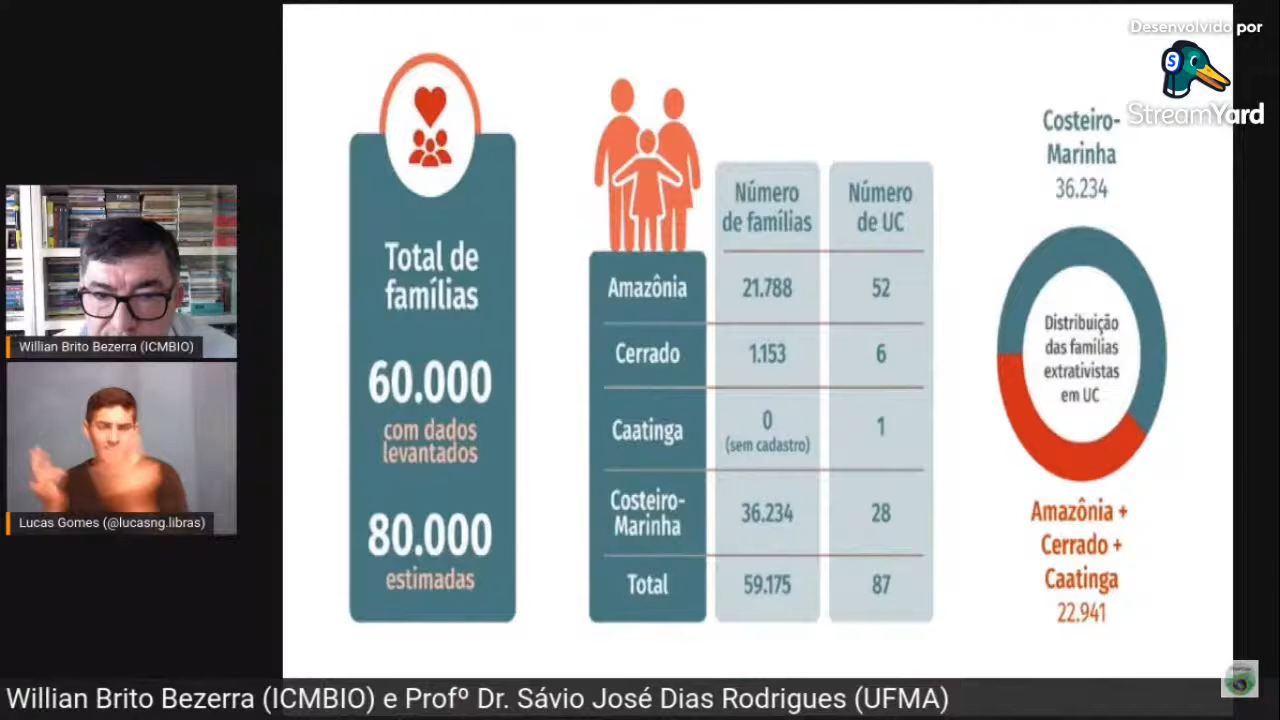 Desenvolvido por
S
StreamYard
Total de
famílias
60.000
com dados
levantados
80.000
estimadas
Número
de famílias
Número
de UC
Amazônia
21.788
52
Cerrado
1.153
6
Caatinga
0
(sem cadastro)
1
Costeiro-
Marinha
36.234
28
Total
59.175
87
Costeiro-
Marinha
36.234
Distribuição
das famílias
extrativistas
em UC
Amazônia +
Cerrado +
Caatinga
22.941
Willian Brito Bezerra (ICMBIO)
Lucas Gomes (@lucasng.libras)
Willian Brito Bezerra (ICMBIO) e Profº Dr. Sávio José Dias Rodrigues (UFMA)